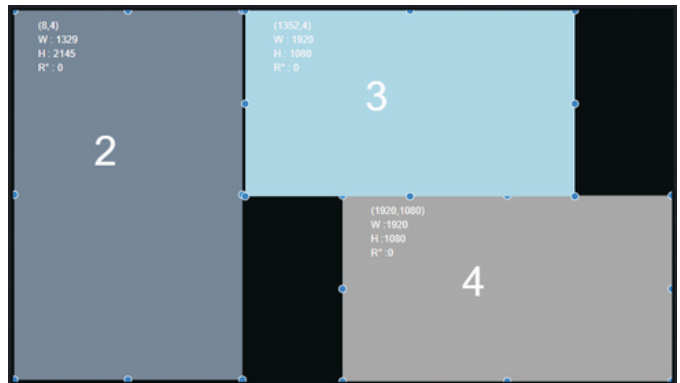 (8,4)
W : 1329
H : 2145
R° : 0
2
(1352,4)
W : 1920
H : 1080
R° : 0
3
(1920,1080)
W :1920
H :1080
R° :0
4